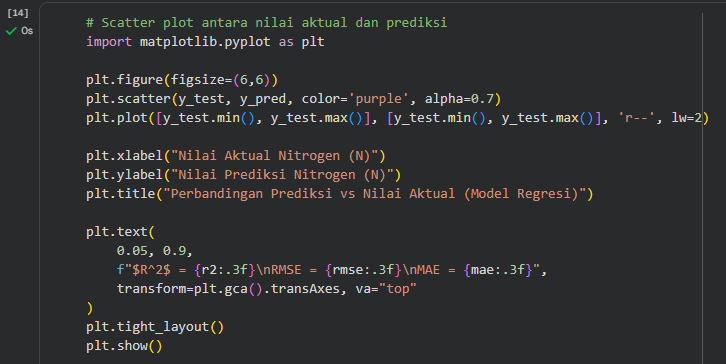 [14]
0s
# Scatter plot antara nilai aktual dan prediksi
import matplotlib.pyplot as plt
plt.figure(figsize=(6,6))
plt.scatter(y_test, y_pred, color='purple', alpha=0.7)
plt.plot([y_test.min(), y_test.max()], [y_test.min(), y_test.max()], 'r--', lw=2)
plt.xlabel("Nilai Aktual Nitrogen (N)")
plt.ylabel("Nilai Prediksi Nitrogen (N)")
plt.title("Perbandingan Prediksi vs Nilai Aktual (Model Regresi)")
plt.text(
    0.05, 0.9,
    f"$R^2$ = {r2:.3f}\nRMSE = {rmse:.3f}\nMAE = {mae:.3f}",
    transform=plt.gca().transAxes, va="top"
)
plt.tight_layout()
plt.show()